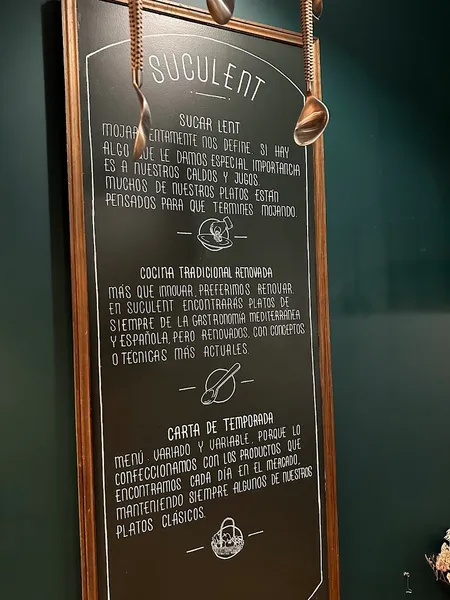 SUCULENT
SUCAR LENT
MOJAR ENTAMENTE NOS DEFINE. SI HAY
ALGO QUE LE DAMOS ESPECIAL IMPORTANCIA
ES A NUESTROS CALDOS Y JUGOS.
MUCHOS DE NUESTROS PLATOS ESTÁN
PENSADOS PARA QUE TERMINES MOJANDO.
COCINA TRADICIONAL RENOVADA
MÁS QUE INNOVAR, PREFERIMOS RENOVAR.
EN SUCULENT ENCONTRARÁS PLATOS DE
SIEMPRE DE LA GASTRONOMÍA MEDITERRÁNEA
Y ESPAÑOLA, PERO RENOVADOS, CON CONCEPTOS
O TÉCNICAS MÁS ACTUALES.
CARTA DE TEMPORADA
MENÚ VARIADO Y VARIABLE, PORQUE LO
CONFECCIONAMOS CON LOS PRODUCTOS QUE
ENCONTRAMOS CADA DÍA EN EL MERCADO,
MANTENIENDO SIEMPRE ALGUNOS DE NUESTROS
PLATOS CLÁSICOS.